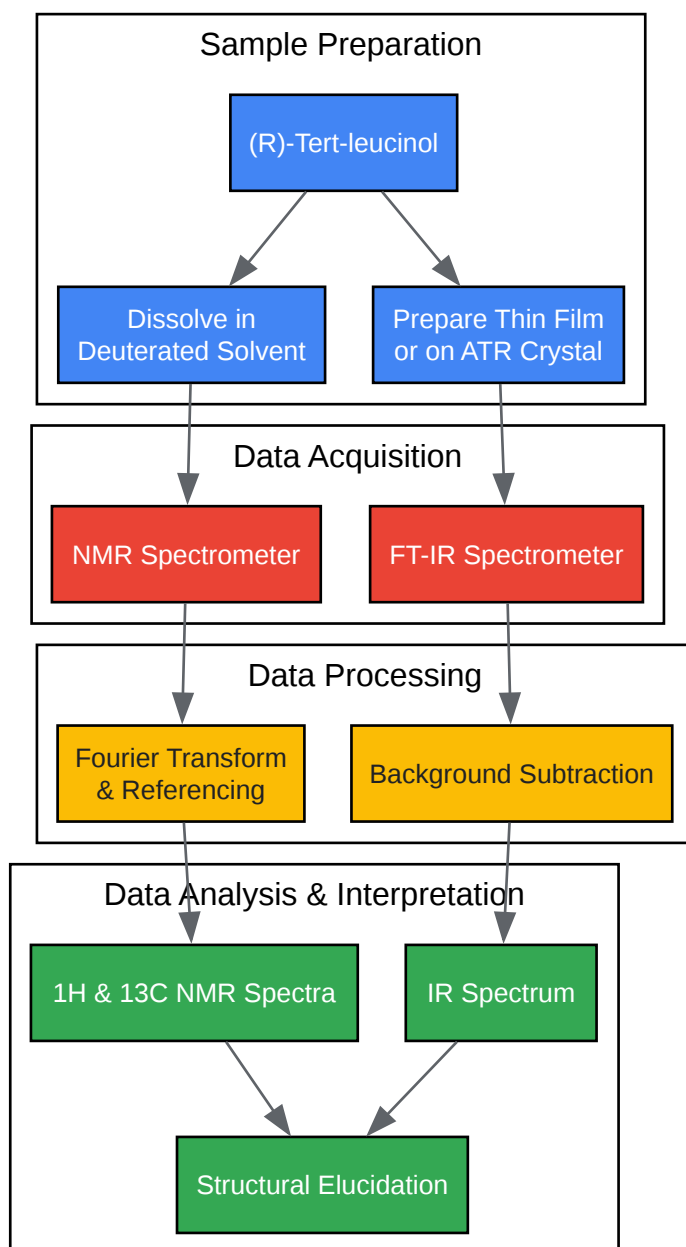 Sample Preparation
(R)-Tert-leucinol
Dissolve in
Deuterated Solvent
Prepare Thin Film
or on ATR Crystal
Data Acquisition
NMR Spectrometer
FT-IR Spectrometer
Data Processing
Fourier Transform
& Referencing
Background Subtraction
Data Analysis & Interpretation
1H & 13C NMR Spectra
IR Spectrum
Structural Elucidation